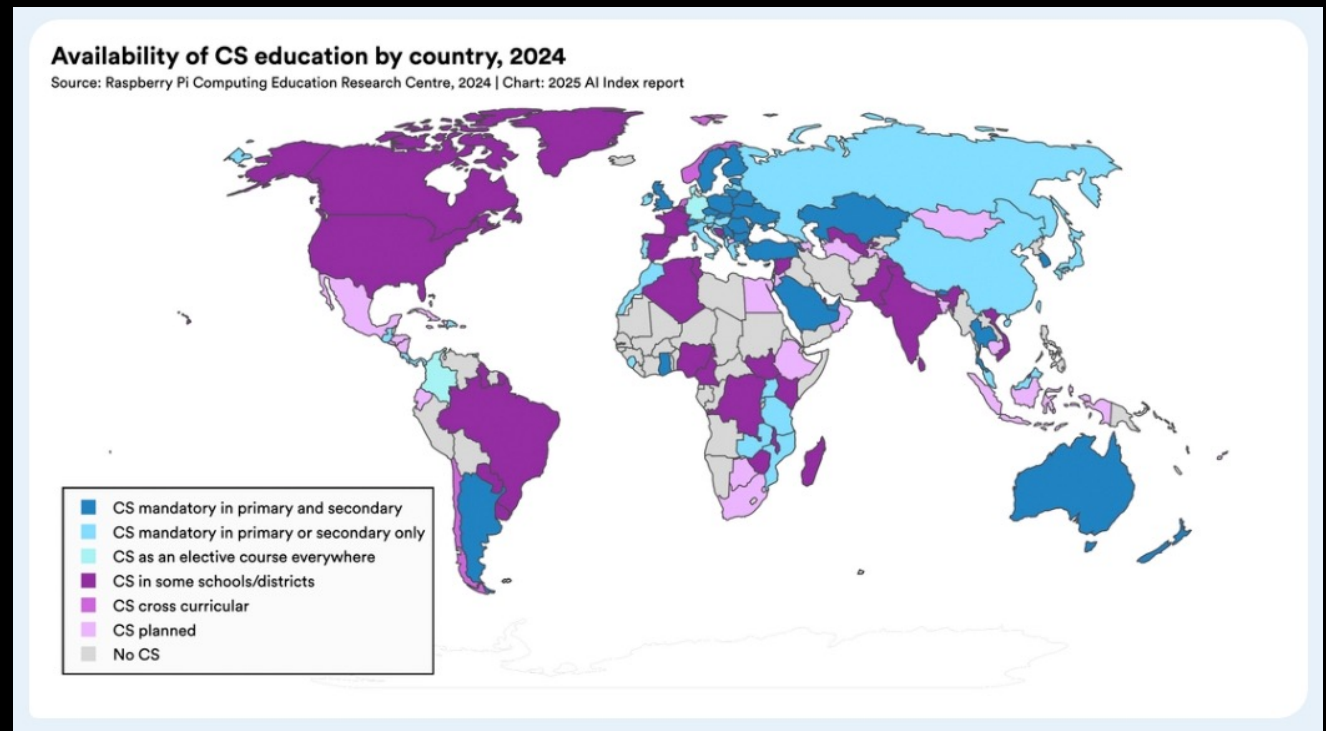 Availability of CS education by country, 2024
Source: Raspberry Pi Computing Education Research Centre, 2024 | Chart: 2025 AI Index report
CS mandatory in primary and secondary
CS mandatory in primary or secondary only
CS as an elective course everywhere
CS in some schools/districts
CS cross curricular
CS planned
No CS